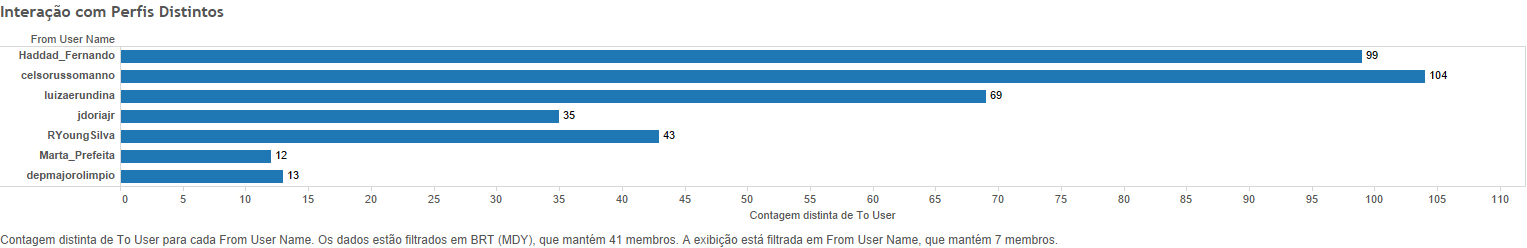 Interação com Perfis Distintos
From User Name
Haddad_Fernando 99
celsorussomanno 104
luizaerundina 69
jdoriajr 35
RYoungSilva 43
Marta_Prefeita 12
depmajorolimpio 13
0 5 10 15 20 25 30 35 40 45 50 55 60 65 70 75 80 85 90 95 100 105 110
Contagem distinta de To User
Contagem distinta de To User para cada From User Name. Os dados estão filtrados em BRT (MDY), que mantém 41 membros. A exibição está filtrada em From User Name, que mantém 7 membros.